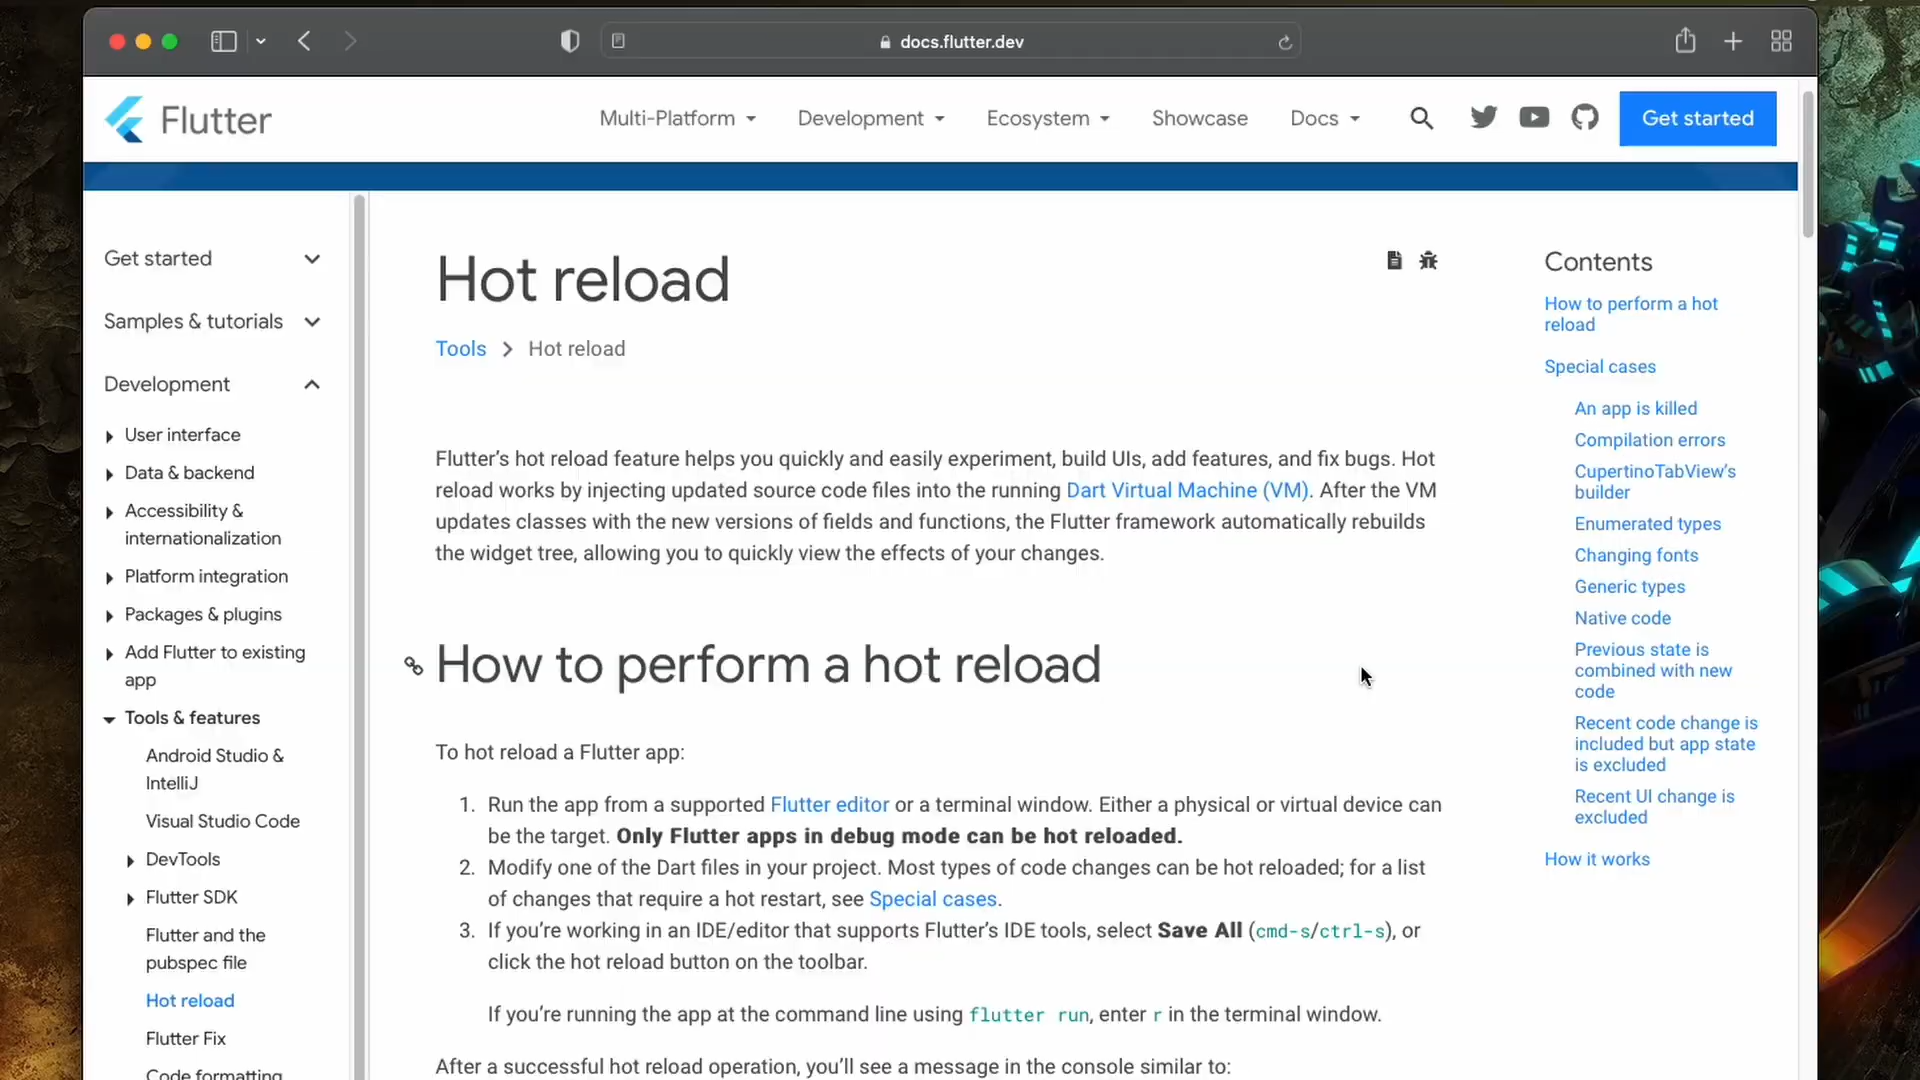 docs.flutter.dev
Flutter
Multi-Platform
Development
Ecosystem
Showcase
Docs
Get started
Get started
Samples & tutorials
Development
User interface
Data & backend
Accessibility &
internationalization
Platform integration
Packages & plugins
Add Flutter to existing
app
Tools & features
Android Studio &
IntelliJ
Visual Studio Code
DevTools
Flutter SDK
Flutter and the
pubspec file
Hot reload
Flutter Fix
Code formatting
Hot reload
Tools
Hot reload
Flutter’s hot reload feature helps you quickly and easily experiment, build UIs, add features, and fix bugs. Hot
reload works by injecting updated source code files into the running Dart Virtual Machine (VM). After the VM
updates classes with the new versions of fields and functions, the Flutter framework automatically rebuilds
the widget tree, allowing you to quickly view the effects of your changes.
How to perform a hot reload
To hot reload a Flutter app:
1. Run the app from a supported Flutter editor or a terminal window. Either a physical or virtual device can
be the target. Only Flutter apps in debug mode can be hot reloaded.
2. Modify one of the Dart files in your project. Most types of code changes can be hot reloaded; for a list
of changes that require a hot restart, see Special cases.
3. If you’re working in an IDE/editor that supports Flutter’s IDE tools, select Save All (cmd-s/ctrl-s), or
click the hot reload button on the toolbar.
If you’re running the app at the command line using flutter run, enter r in the terminal window.
After a successful hot reload operation, you’ll see a message in the console similar to:
Contents
How to perform a hot
reload
Special cases
An app is killed
Compilation errors
CupertinoTabView’s
builder
Enumerated types
Changing fonts
Generic types
Native code
Previous state is
combined with new
code
Recent code change is
included but app state
is excluded
Recent UI change is
excluded
How it works